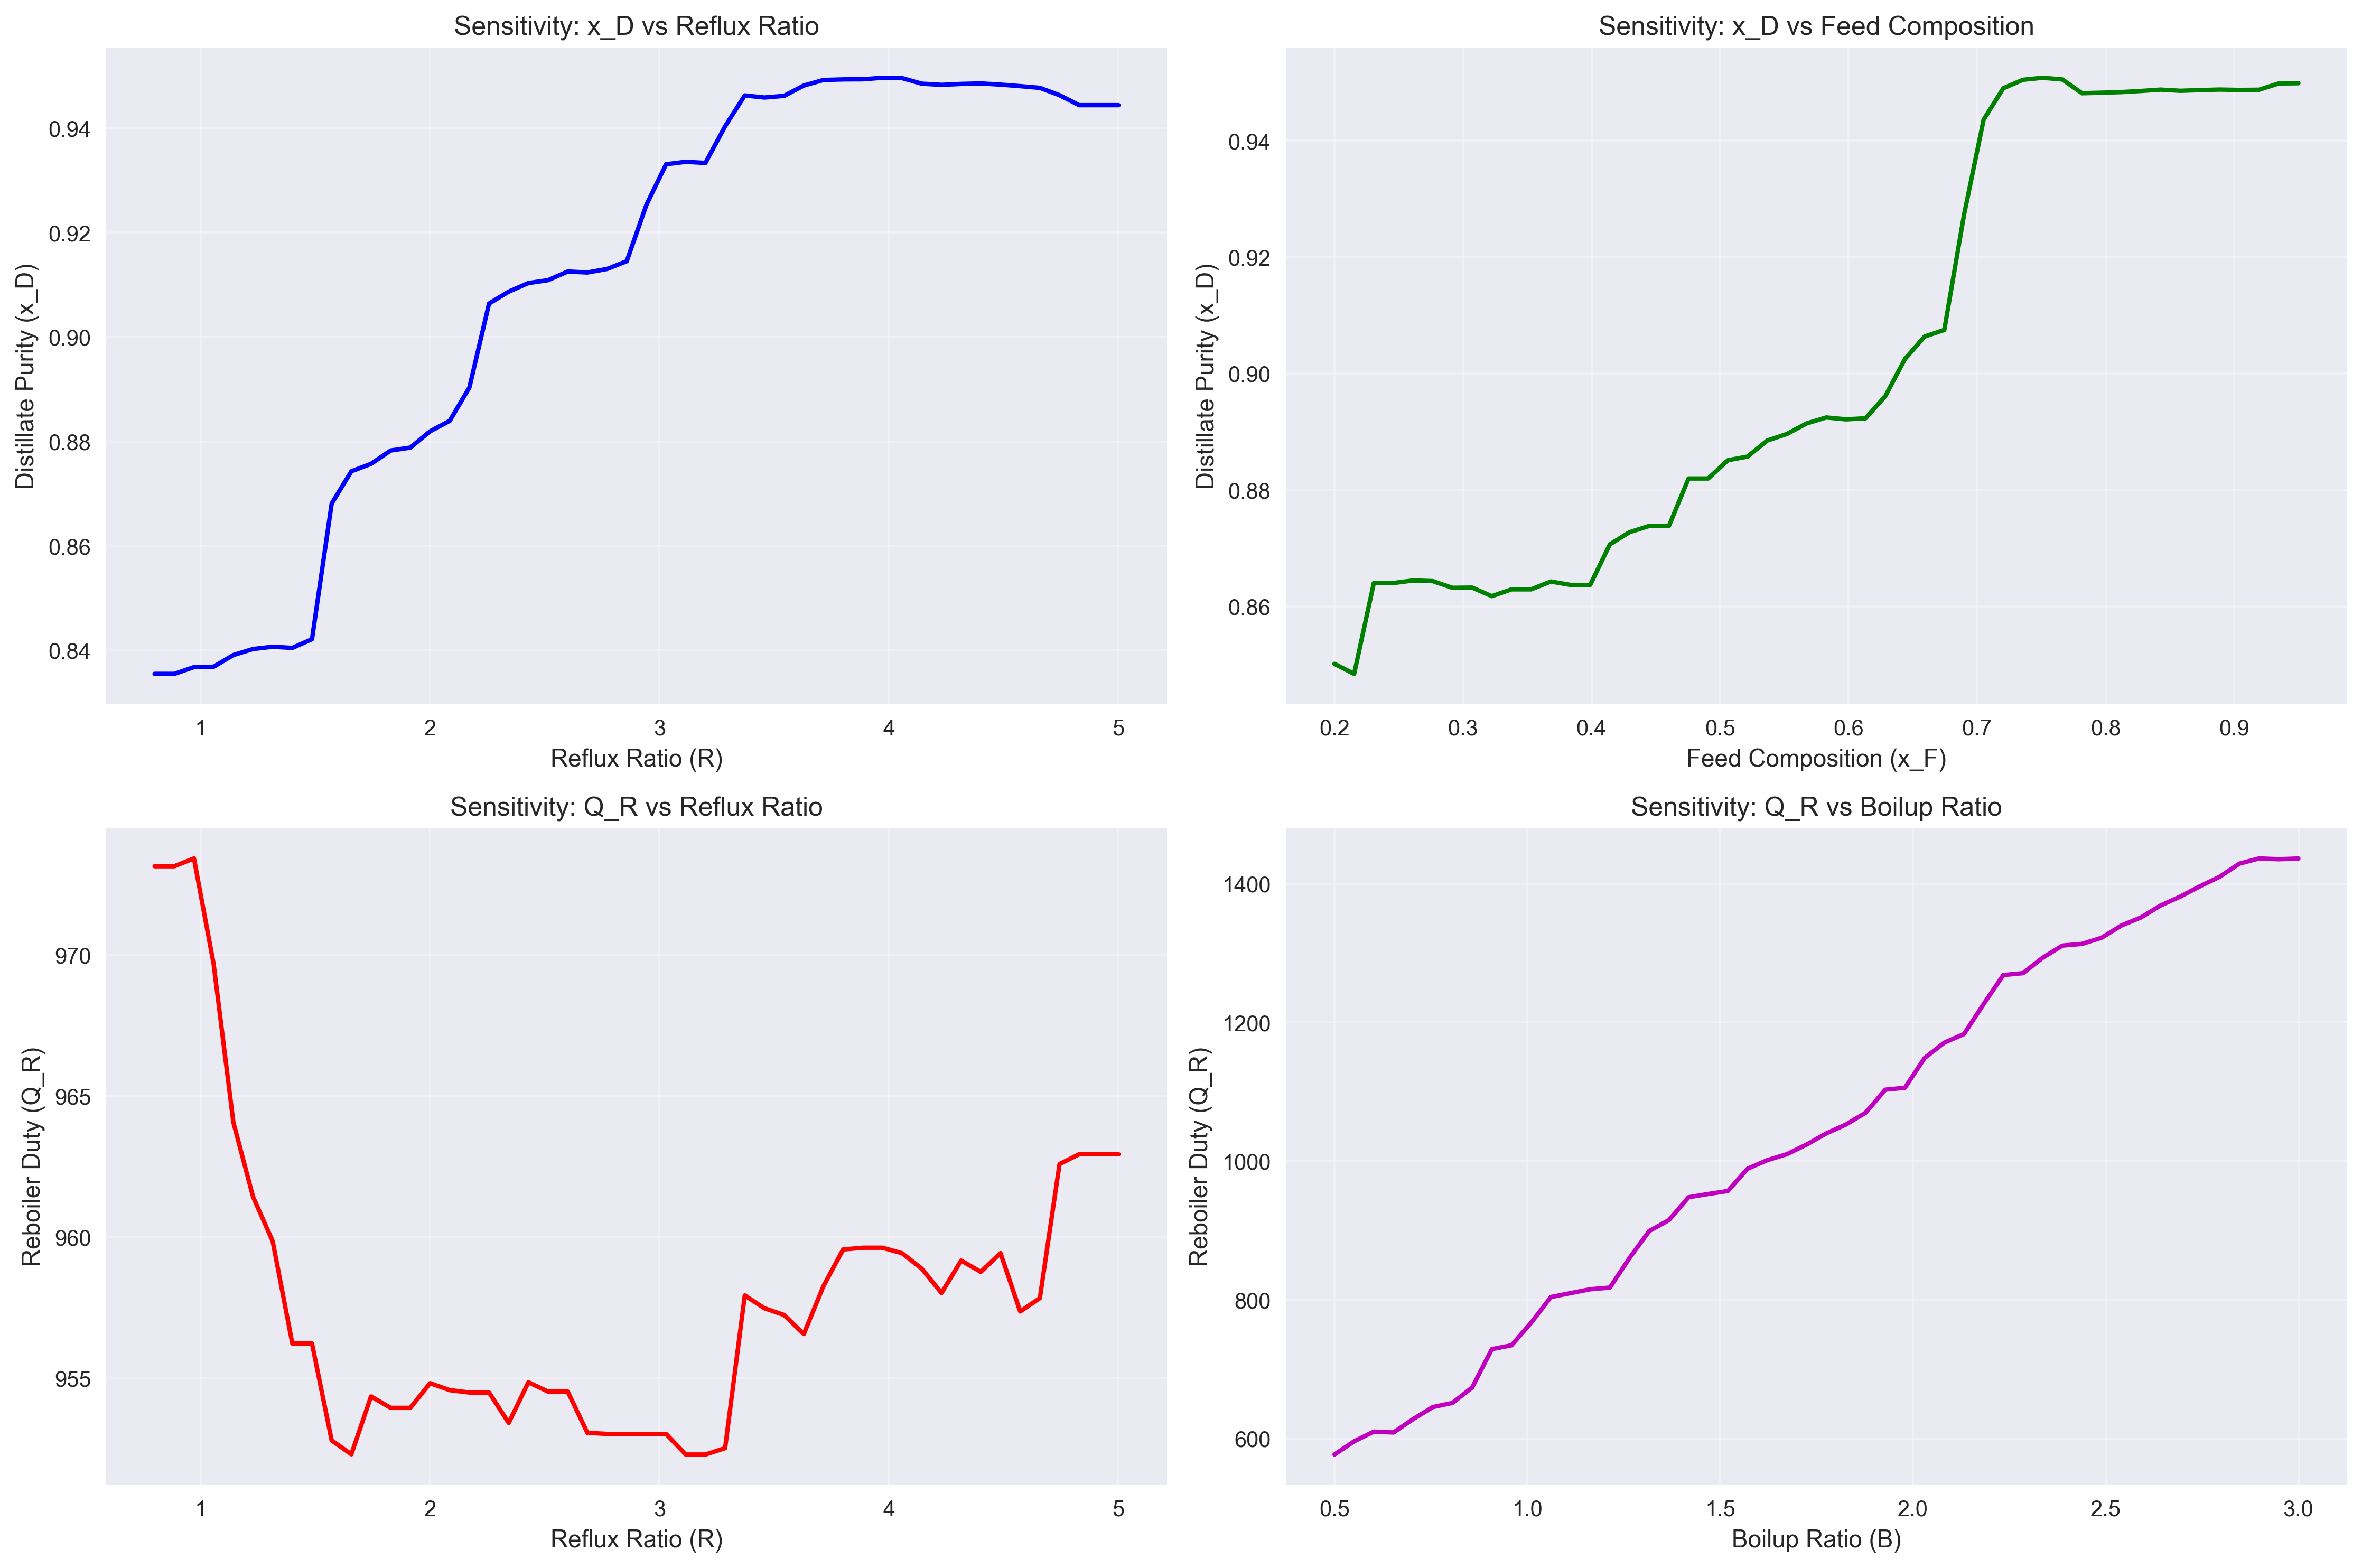 Sensitivity: x_D vs Reflux Ratio
Distillate Purity (x_D)
0.94
0.92
0.90
0.88
0.86
0.84
1 2 3 4 5
Reflux Ratio (R)
Sensitivity: x_D vs Feed Composition
Distillate Purity (x_D)
0.94
0.92
0.90
0.88
0.86
0.2 0.3 0.4 0.5 0.6 0.7 0.8 0.9
Feed Composition (x_F)
Sensitivity: Q_R vs Reflux Ratio
Reboiler Duty (Q_R)
970
965
960
955
1 2 3 4 5
Reflux Ratio (R)
Sensitivity: Q_R vs Boilup Ratio
Reboiler Duty (Q_R)
1400
1200
1000
800
600
0.5 1.0 1.5 2.0 2.5 3.0
Boilup Ratio (B)